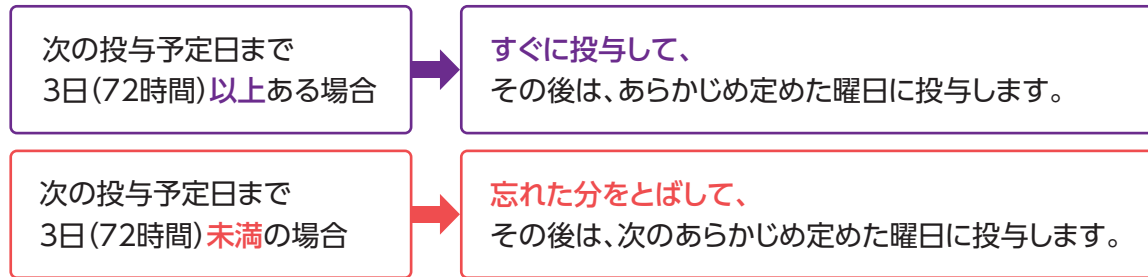 次の投与予定日まで
3日(72時間)以上ある場合
すぐに投与して、
その後は、あらかじめ定めた曜日に投与します。
次の投与予定日まで
3日(72時間)未満の場合
忘れた分をとばして、
その後は、次のあらかじめ定めた曜日に投与します。